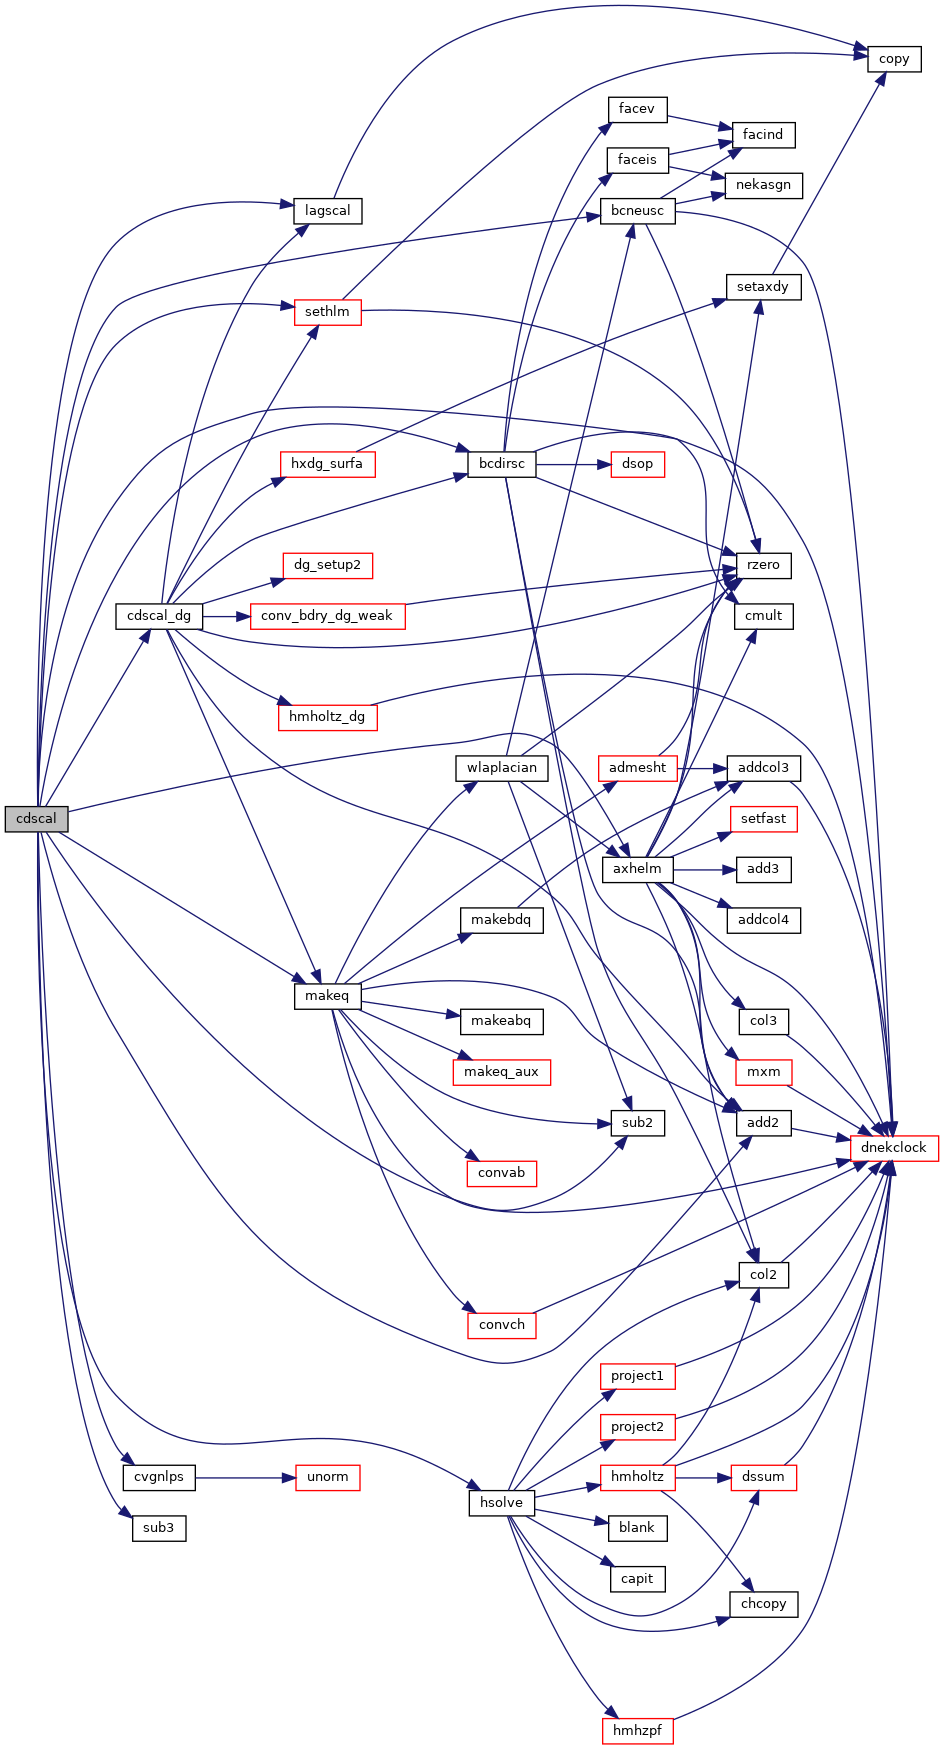 copy
facev
facind
faceis
nekasgn
lagscal
bcneusc
setaxdy
sethlm
hxdg_surfa
bcdirsc
dsop
dg_setup2
rzero
cdscal_dg
conv_bdry_dg_weak
cmult
hmholtz_dg
wlaplacian
admesht
addcol3
cdscal
setfast
axhelm
add3
makebdq
addcol4
makeq
makeabq
col3
makeq_aux
mxm
sub2
add2
dnekclock
convab
col2
convch
project1
project2
cvgnlps
unorm
hmholtz
dssum
hsolve
sub3
blank
capit
chcopy
hmhzpf